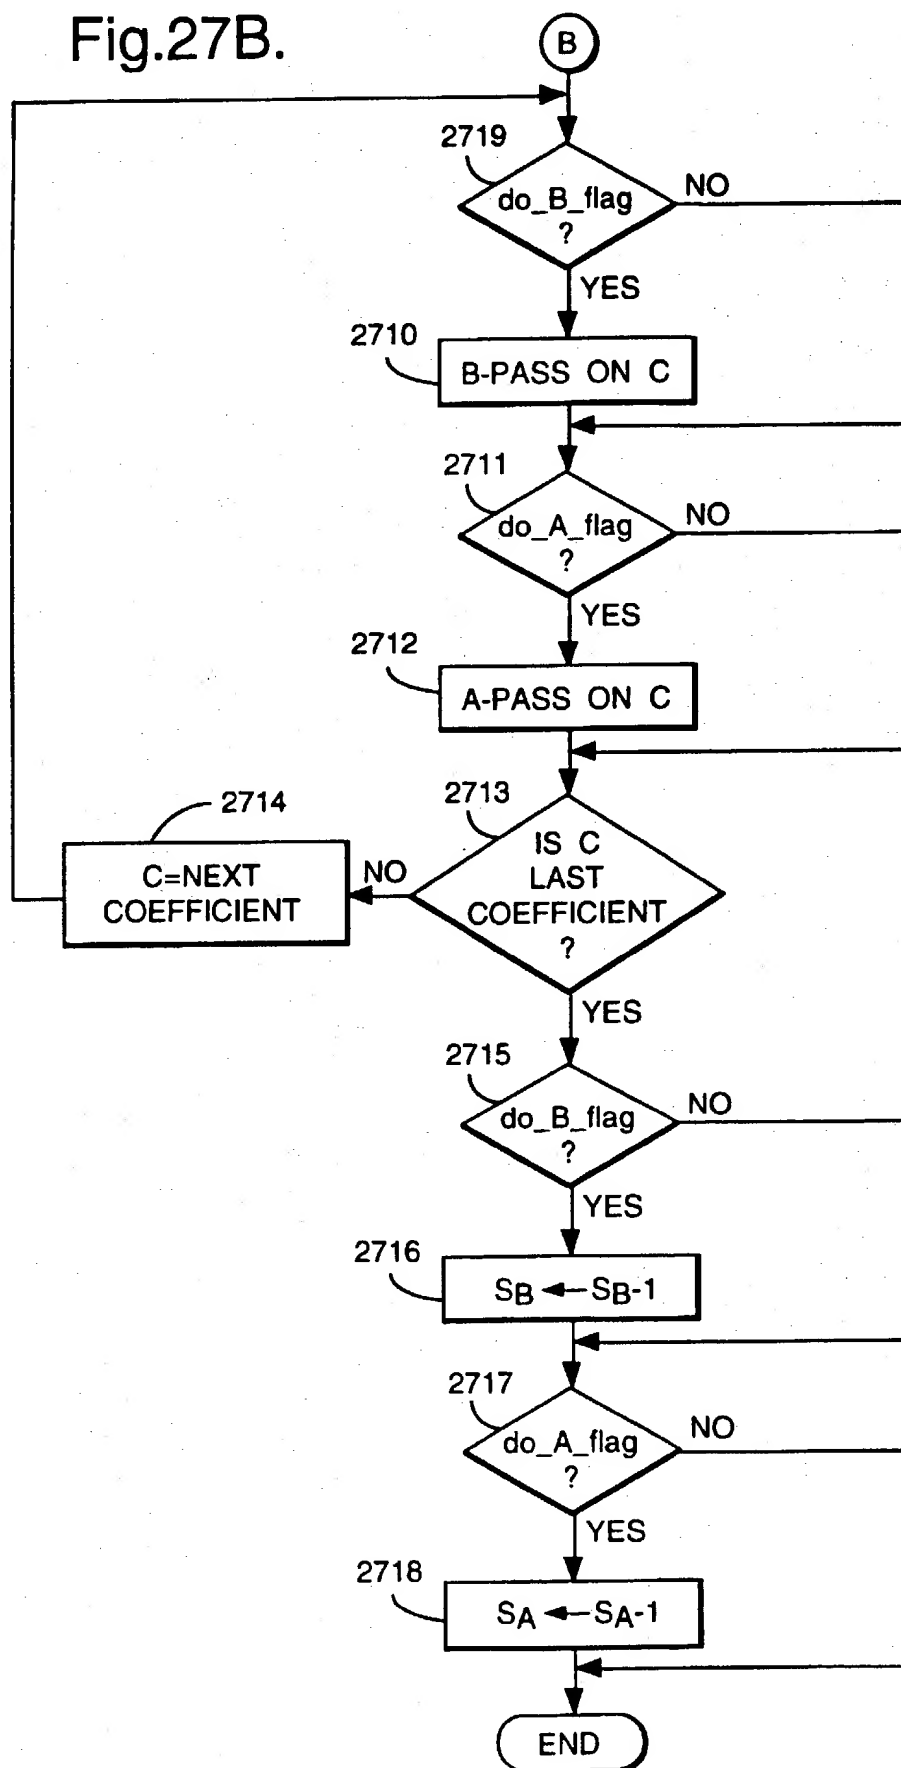 Fig.27B.
B
2719
do_B_flag
?
NO
YES
2710
B-PASS ON C
2711
do_A_flag
?
NO
YES
2712
A-PASS ON C
2713
IS C
LAST
COEFFICIENT
?
NO
2714
C=NEXT
COEFFICIENT
YES
2715
do_B_flag
?
NO
YES
2716
SB ← SB-1
2717
do_A_flag
?
NO
YES
2718
SA ← SA-1
END